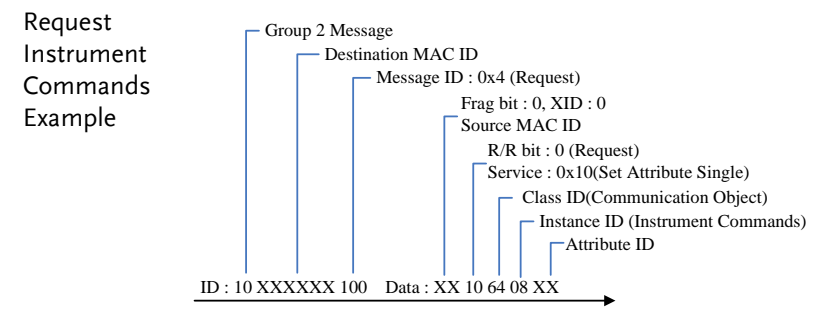 Request
Instrument
Commands
Example
Group 2 Message
Destination MAC ID
Message ID : 0x4 (Request)
Frag bit : 0, XID : 0
Source MAC ID
R/R bit : 0 (Request)
Service : 0x10(Set Attribute Single)
Class ID(Communication Object)
Instance ID (Instrument Commands)
Attribute ID
ID : 10 XXXXXX 100 Data : XX 10 64 08 XX